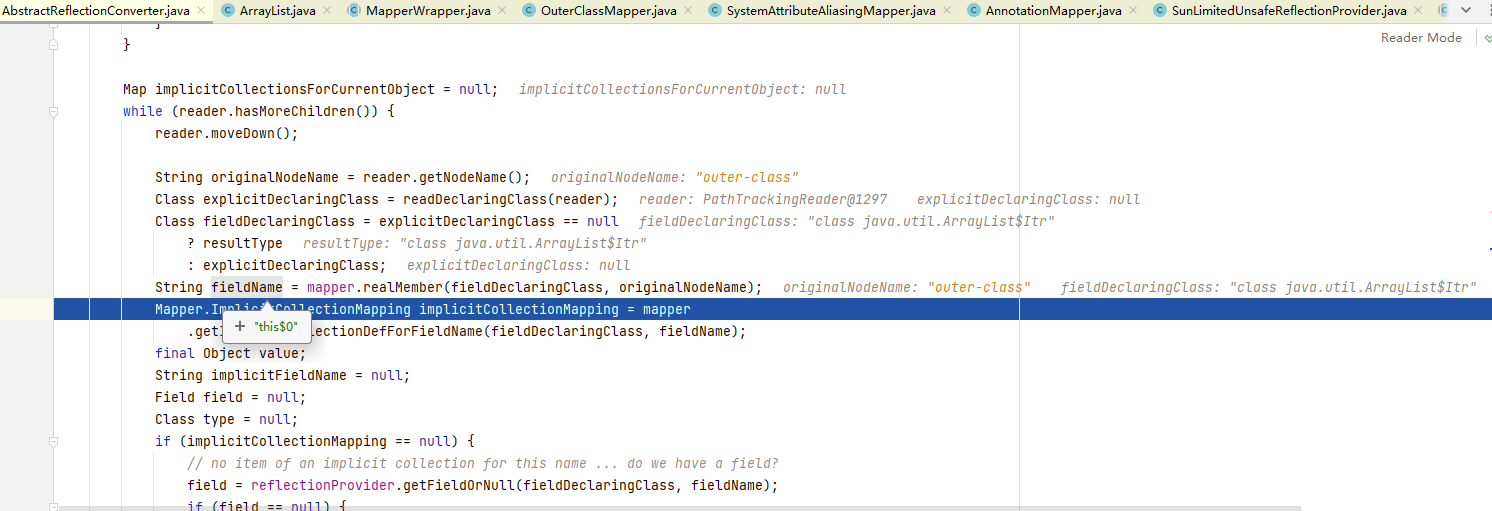 AbstractReflectionConverter.java ArrayList.java MapperWrapper.java OuterClassMapper.java SystemAttributeAliasingMapper.java AnnotationMapper.java SunLimitedUnsafeReflectionProvider.java
Reader Mode
}
Map implicitCollectionsForCurrentObject = null; implicitCollectionsForCurrentObject: null
while (reader.hasMoreChildren()) {
reader.moveDown();
String originalNodeName = reader.getNodeName(); originalNodeName: "outer-class"
Class explicitDeclaringClass = readDeclaringClass(reader); reader: PathTrackingReader@1297 explicitDeclaringClass: null
Class fieldDeclaringClass = explicitDeclaringClass == null fieldDeclaringClass: "class java.util.ArrayList$Itr"
? resultType resultType: "class java.util.ArrayList$Itr"
: explicitDeclaringClass; explicitDeclaringClass: null
String fieldName = mapper.realMember(fieldDeclaringClass, originalNodeName); originalNodeName: "outer-class" fieldDeclaringClass: "class java.util.ArrayList$Itr"
Mapper.ImplicitCollectionMapping implicitCollectionMapping = mapper
+ "this$0"
ectionDefForFieldName(fieldDeclaringClass, fieldName);
final Object value;
String implicitFieldName = null;
Field field = null;
Class type = null;
if (implicitCollectionMapping == null) {
// no item of an implicit collection for this name ... do we have a field?
field = reflectionProvider.getFieldOrNull(fieldDeclaringClass, fieldName);
if (field == null) {